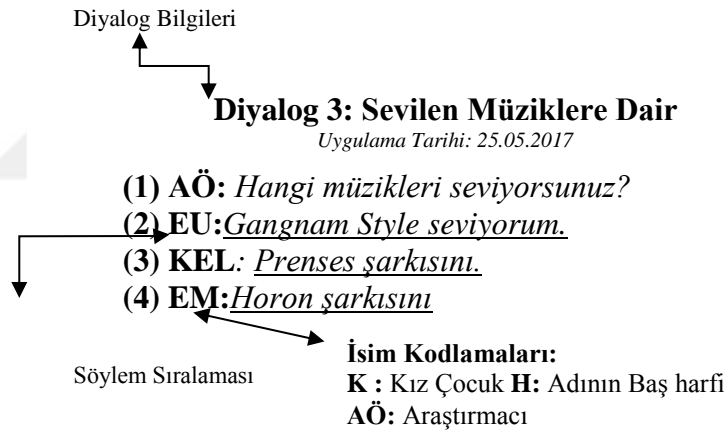 Diyalog Bilgileri
Diyalog 3: Sevilen Müziklere Dair
Uygulama Tarihi: 25.05.2017
(1) AÖ: Hangi müzikleri seviyorsunuz?
(2) EU:Gangnam Style seviyorum.
(3) KEL: Prenses şarkısını.
(4) EM:Horon şarkısını
Söylem Sıralaması
İsim Kodlamaları:
K : Kız Çocuk H: Adının Baş harfi
AÖ: Araştırmacı